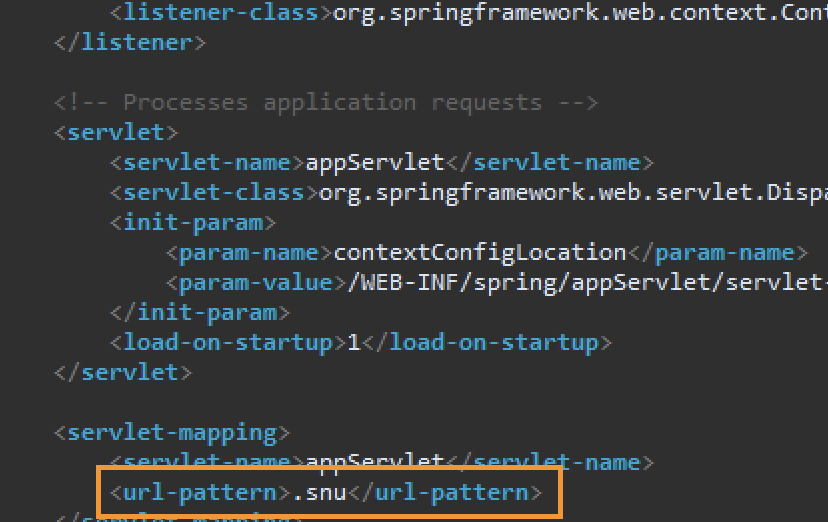 <listener-class>org.springframework.web.context.Cont
</listener>
<!-- Processes application requests -->
<servlet>
<servlet-name>appServlet</servlet-name>
<servlet-class>org.springframework.web.servlet.Dispa
<init-param>
<param-name>contextConfigLocation</param-name>
<param-value>/WEB-INF/spring/appServlet/servlet-
</init-param>
<load-on-startup>1</load-on-startup>
</servlet>
<servlet-mapping>
<servlet-name>appServlet</servlet-name>
<url-pattern>.snu</url-pattern>
</servlet-mapping>